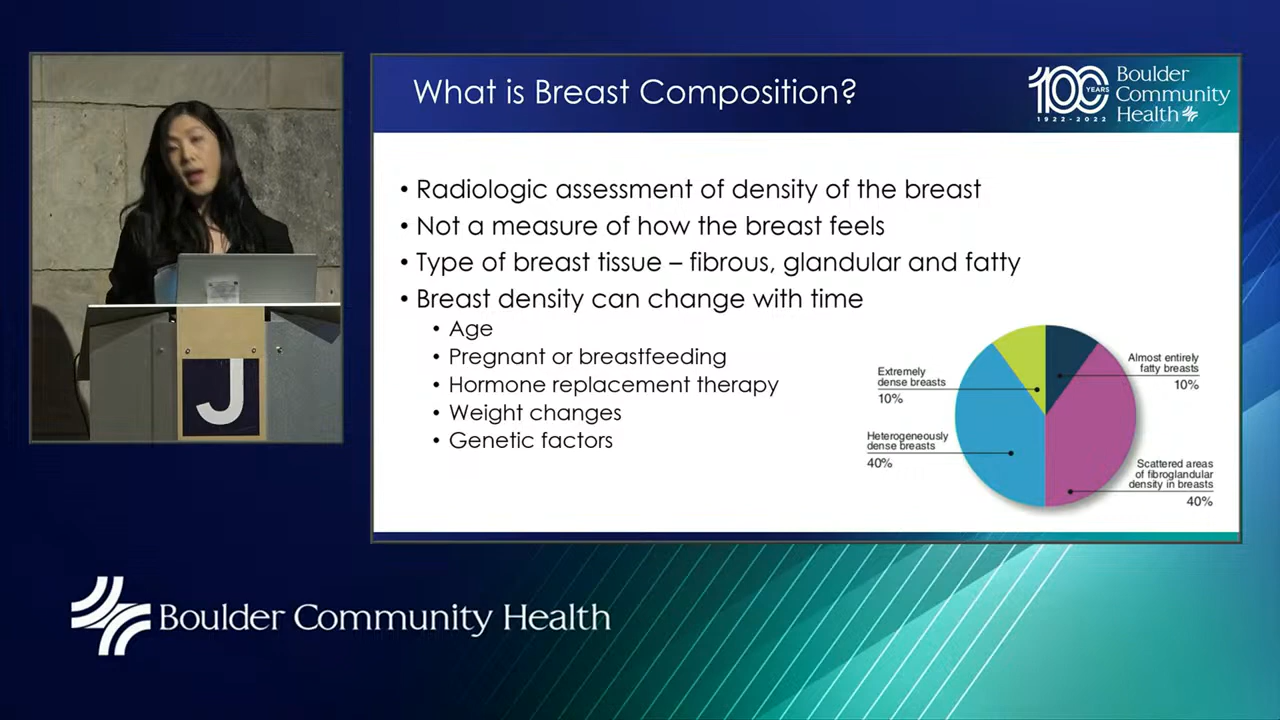 What is Breast Composition?
100
YEARS
1922-2022
Boulder
Community
Health
• Radiologic assessment of density of the breast
• Not a measure of how the breast feels
• Type of breast tissue – fibrous, glandular and fatty
• Breast density can change with time
• Age
• Pregnant or breastfeeding
• Hormone replacement therapy
• Weight changes
• Genetic factors
Extremely
dense breasts
10%
Heterogeneously
dense breasts
40%
Almost entirely
fatty breasts
10%
Scattered areas
of fibroglandular
density in breasts
40%
J
Boulder Community Health